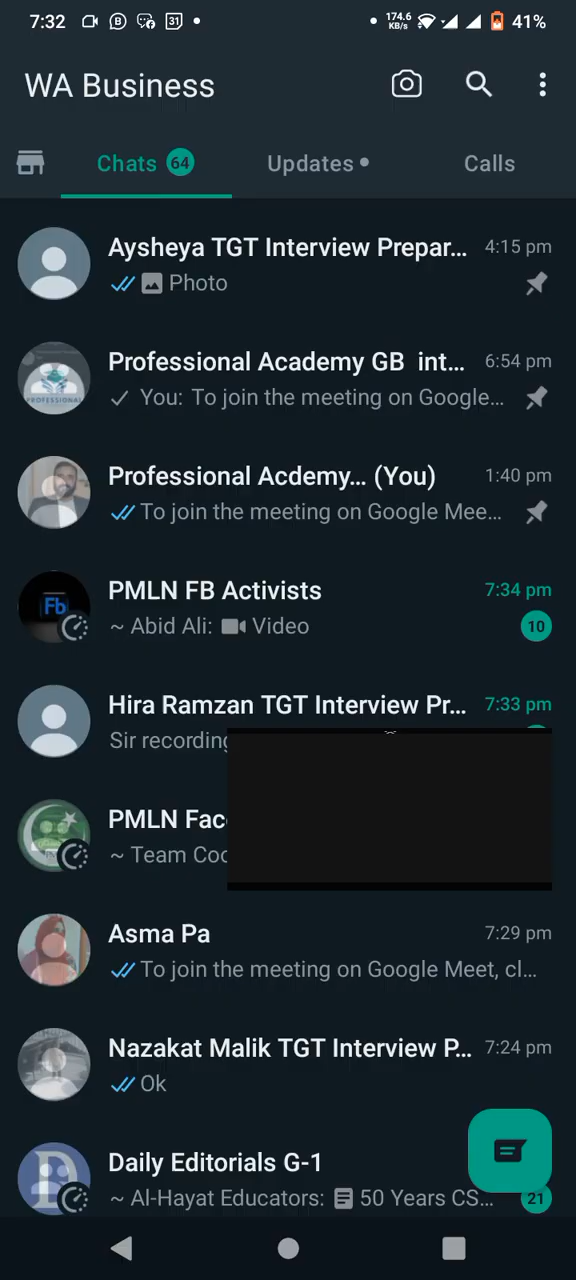 7:32 31 174.6 KB/s 41%
WA Business
Chats 64 Updates Calls
Aysheya TGT Interview Prepar... 4:15 pm
Photo
Professional Academy GB int... 6:54 pm
You: To join the meeting on Google...
Professional Acdemy... (You) 1:40 pm
To join the meeting on Google Mee...
PMLN FB Activists 7:34 pm
~ Abid Ali: Video 10
Hira Ramzan TGT Interview Pr... 7:33 pm
Sir recording
PMLN Fac
~ Team Coo
Asma Pa 7:29 pm
To join the meeting on Google Meet, cl...
Nazakat Malik TGT Interview P... 7:24 pm
Ok
Daily Editorials G-1
~ Al-Hayat Educators: 50 Years CS... 21